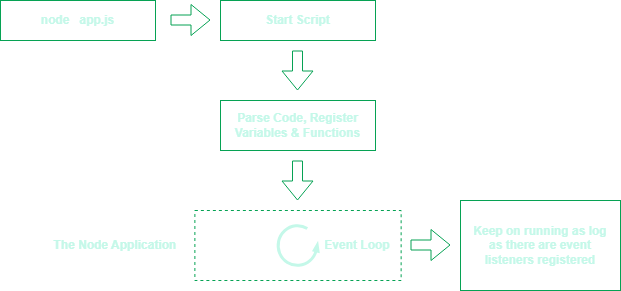 node app.js
Start Script
Parse Code, Register
Variables & Functions
The Node Application
Event Loop
Keep on running as log
as there are event
listeners registered